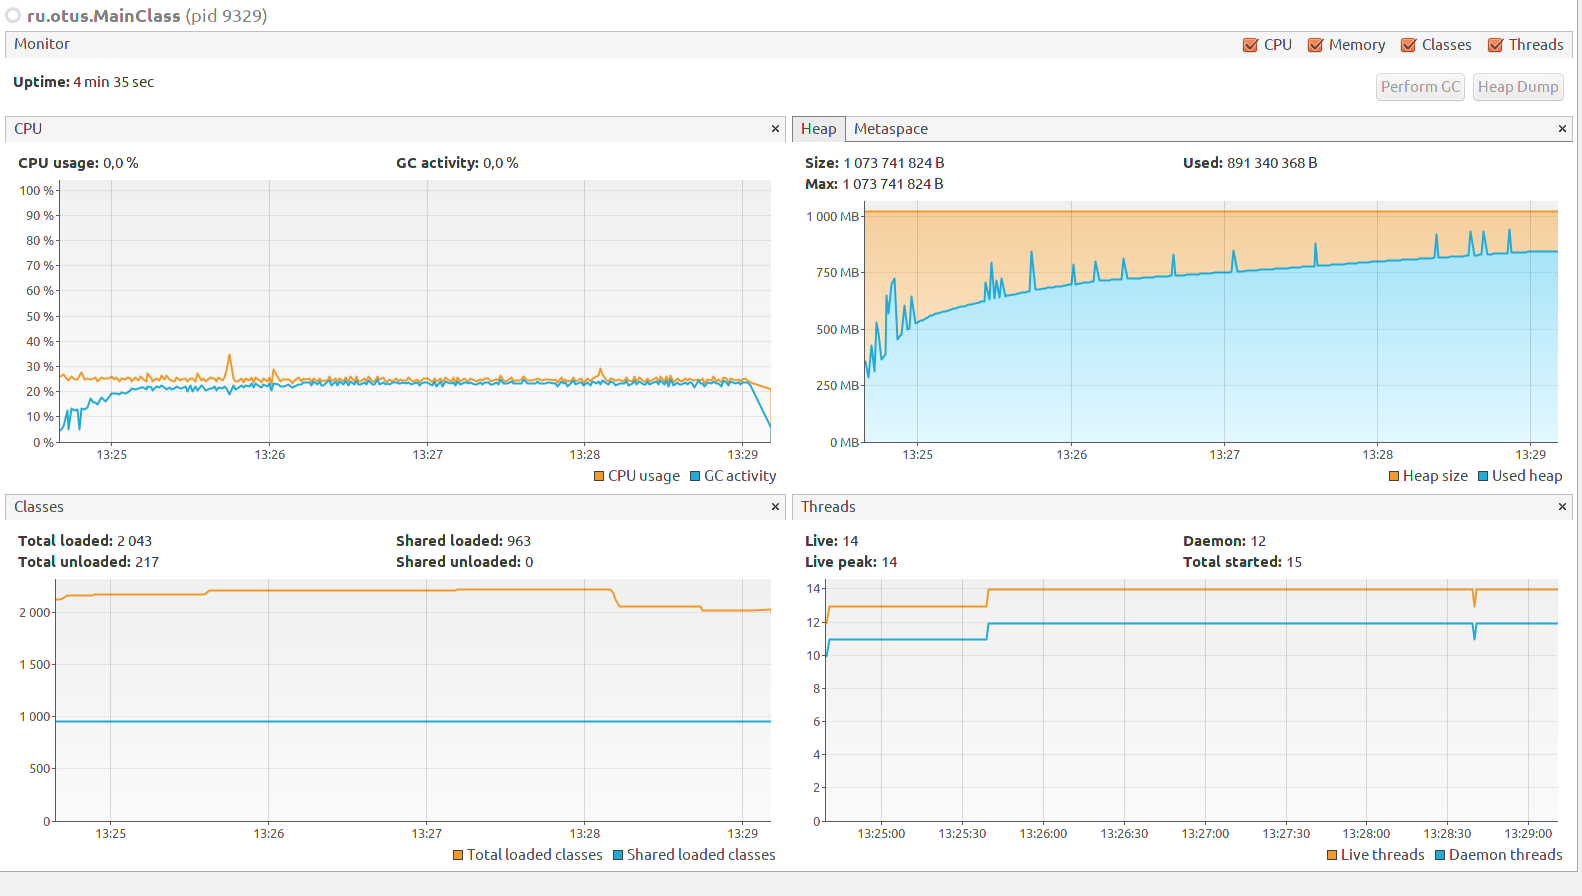 ru.otus.MainClass (pid 9329)
Monitor
CPU Memory Classes Threads
Uptime: 4 min 35 sec
Perform GC Heap Dump
CPU
CPU usage: 0,0 % GC activity: 0,0 %
100 %
90 %
80 %
70 %
60 %
50 %
40 %
30 %
20 %
10 %
0 %
13:25 13:26 13:27 13:28 13:29
CPU usage GC activity
Heap Metaspace
Size: 1 073 741 824 B Used: 891 340 368 B
Max: 1 073 741 824 B
1 000 MB
750 MB
500 MB
250 MB
0 MB
13:25 13:26 13:27 13:28 13:29
Heap size Used heap
Classes
Total loaded: 2 043 Shared loaded: 963
Total unloaded: 217 Shared unloaded: 0
2 000
1 500
1 000
500
0
13:25 13:26 13:27 13:28 13:29
Total loaded classes Shared loaded classes
Threads
Live: 14 Daemon: 12
Live peak: 14 Total started: 15
14
12
10
8
6
4
2
0
13:25:00 13:25:30 13:26:00 13:26:30 13:27:00 13:27:30 13:28:00 13:28:30 13:29:00
Live threads Daemon threads